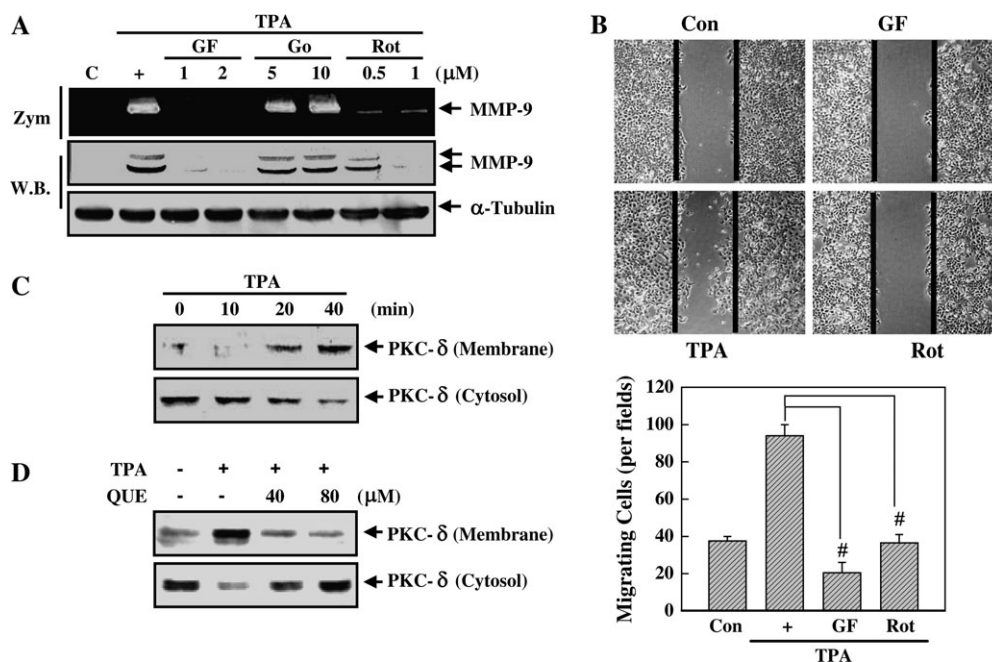 A
TPA
GF Go Rot
C + 1 2 5 10 0.5 1 (μM)
Zym
MMP-9
W.B.
MMP-9
α-Tubulin
B
Con GF
TPA Rot
C
TPA
0 10 20 40 (min)
PKC- δ (Membrane)
PKC- δ (Cytosol)
D
TPA - + + +
QUE - - 40 80 (μM)
PKC- δ (Membrane)
PKC- δ (Cytosol)
Migrating Cells (per fields)
120
100
80
60
40
20
0
# #
Con + GF Rot
TPA